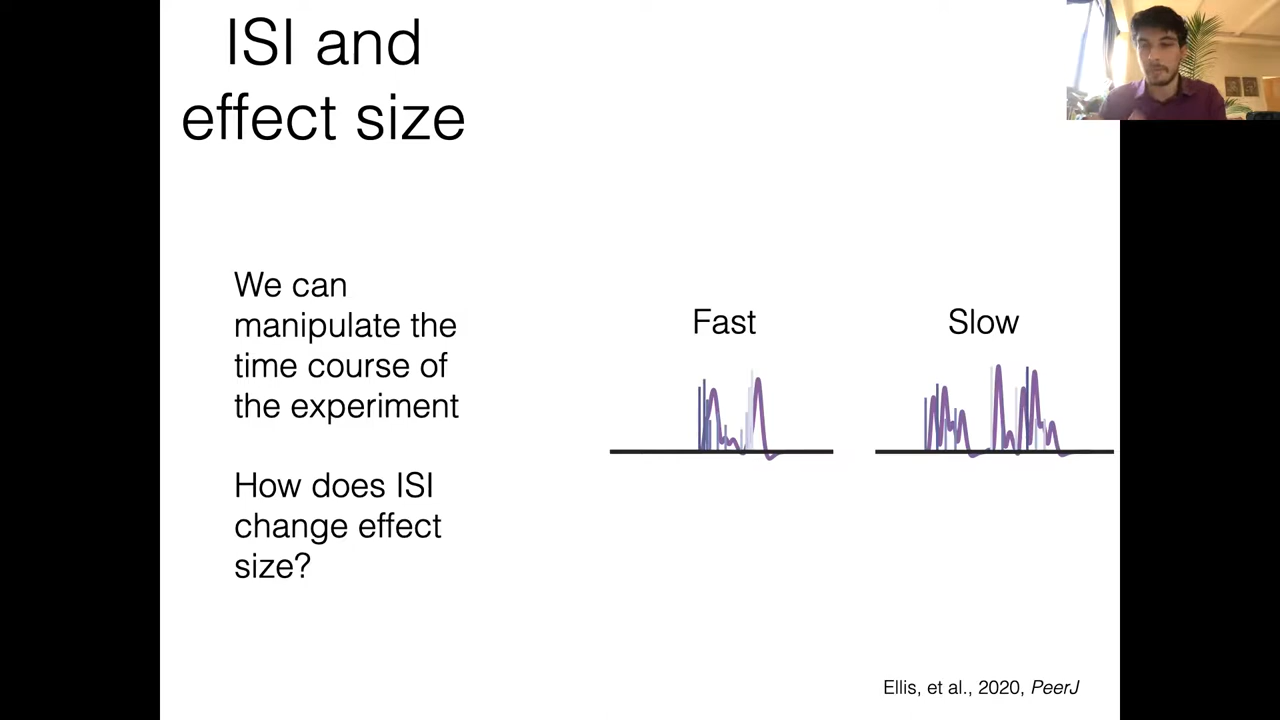 ISI and
effect size
We can
manipulate the
time course of
the experiment
How does ISI
change effect
size?
Fast
Slow
Ellis, et al., 2020, PeerJ